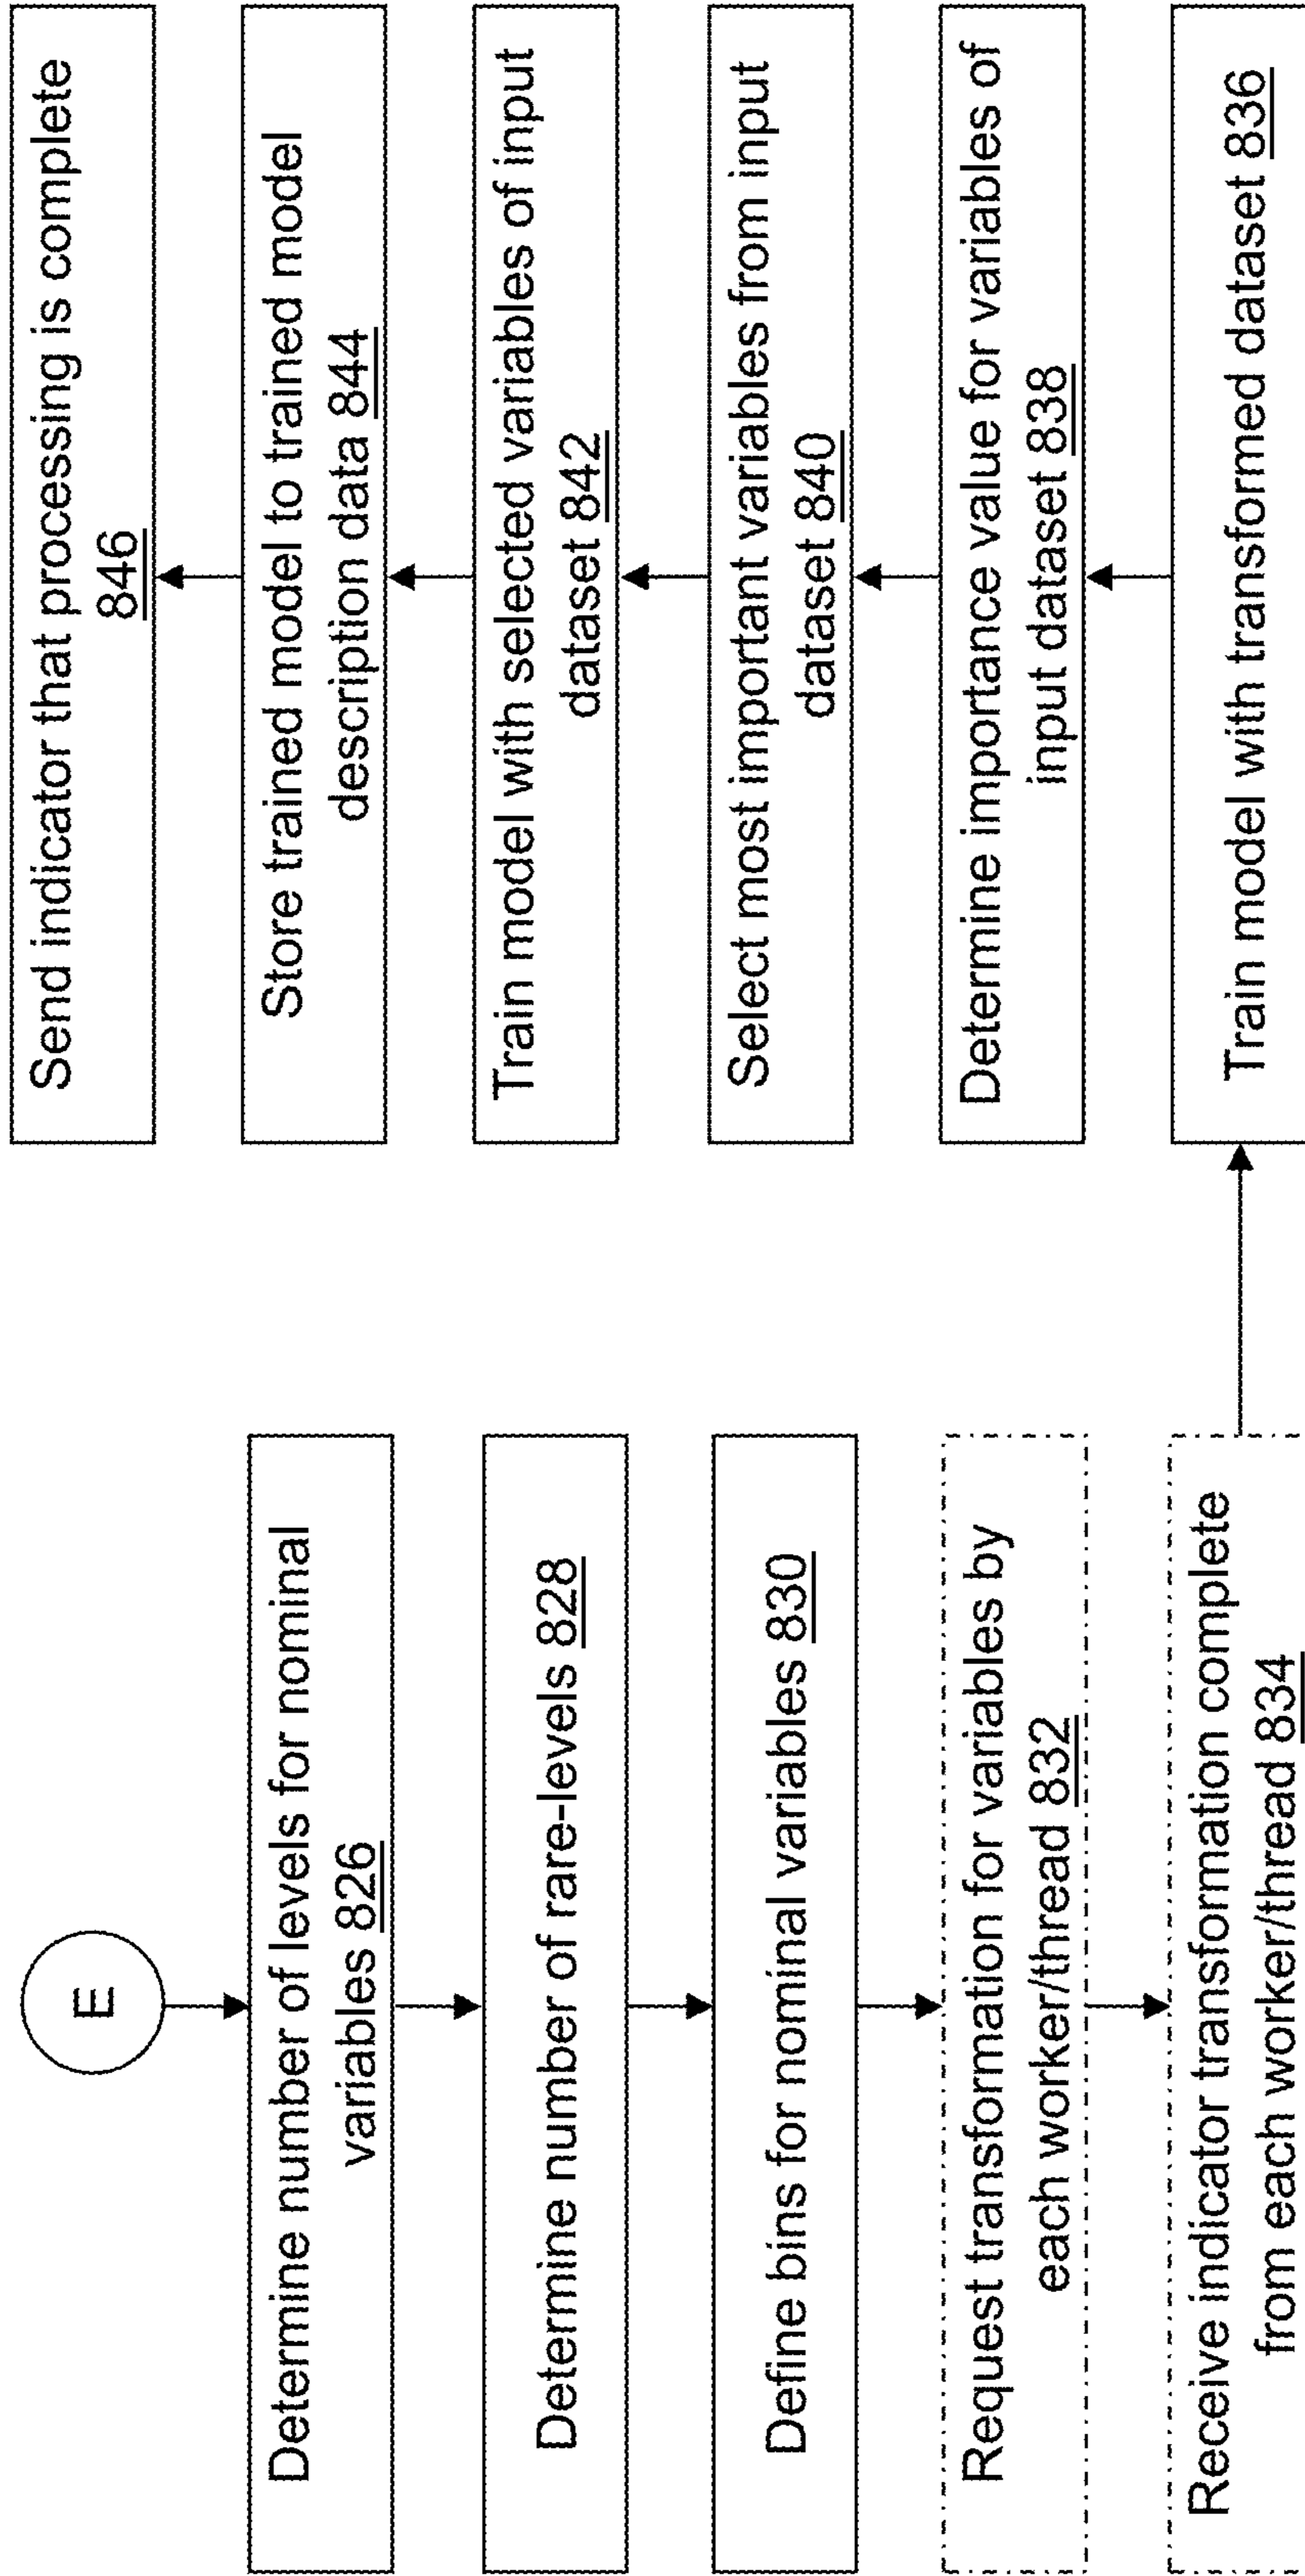 E
Determine number of levels for nominal
variables 826
Determine number of rare-levels 828
Define bins for nominal variables 830
Request transformation for variables by
each worker/thread 832
Receive indicator transformation complete
from each worker/thread 834
Train model with transformed dataset 836
Determine importance value for variables of
input dataset 838
Select most important variables from input
dataset 840
Train model with selected variables of input
dataset 842
Store trained model to trained model
description data 844
Send indicator that processing is complete
846